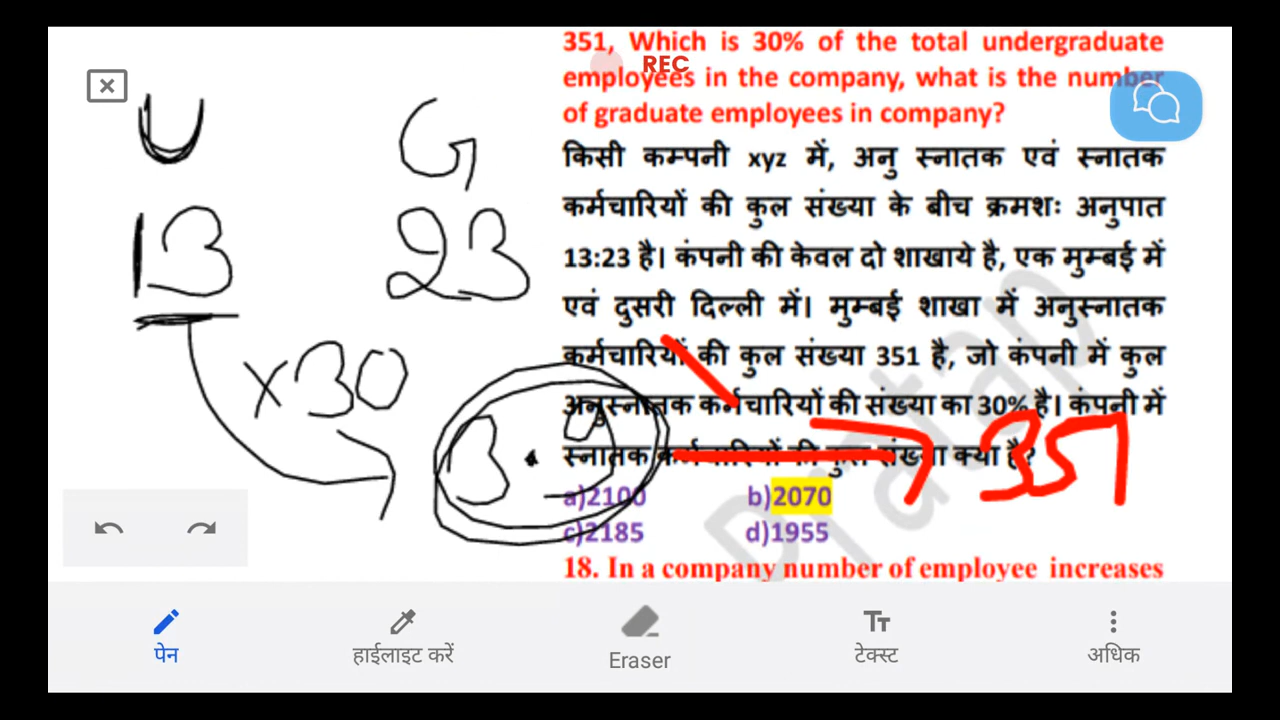 351, Which is 30% of the total undergraduate
REC
employees in the company, what is the number
of graduate employees in company?
U G
13 23
×30
3.9
351
किसी कम्पनी xyz में, अनु स्नातक एवं स्नातक
कर्मचारियों की कुल संख्या के बीच क्रमशः अनुपात
13:23 है। कंपनी की केवल दो शाखाये है, एक मुम्बई में
एवं दुसरी दिल्ली में। मुम्बई शाखा में अनुस्नातक
कर्मचारियों की कुल संख्या 351 है, जो कंपनी में कुल
अनुस्नातक कर्मचारियों की संख्या का 30% है। कंपनी में
स्नातक कर्मचारियों की कुल संख्या क्या है?
a)2100 b)2070
c)2185 d)1955
18. In a company number of employee increases
Pratap
पेन हाईलाइट करें Eraser टेक्स्ट अधिक